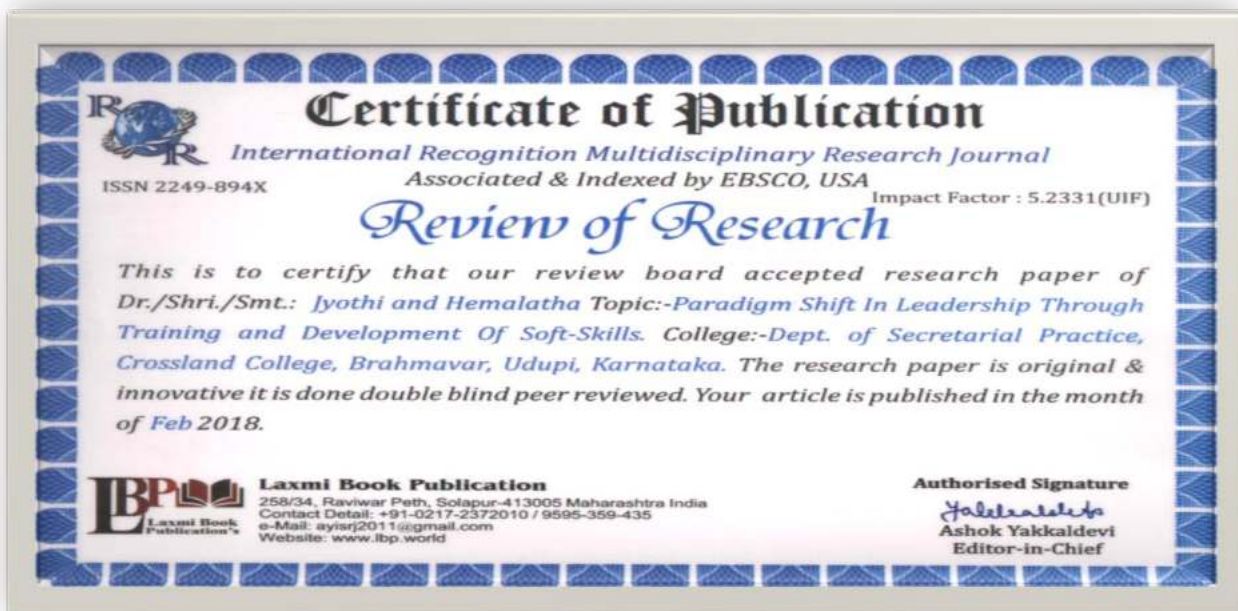 R
R
Certificate of Publication
International Recognition Multidisciplinary Research Journal
ISSN 2249-894X
Associated & Indexed by EBSCO, USA
Impact Factor : 5.2331(UIF)
Review of Research
This is to certify that our review board accepted research paper of
Dr./Shri./Smt.: Jyothi and Hemalatha Topic:-Paradigm Shift In Leadership Through
Training and Development Of Soft-Skills. College:-Dept. of Secretarial Practice,
Crossland College, Brahmavar, Udupi, Karnataka. The research paper is original &
innovative it is done double blind peer reviewed. Your article is published in the month
of Feb 2018.
LBP
Laxmi Book
Publication's
Laxmi Book Publication
258/34, Raviwar Peth, Solapur-413005 Maharashtra India
Contact Detail: +91-0217-2372010 / 9595-359-435
e-Mail: ayisrj2011@gmail.com
Website: www.lbp.world
Authorised Signature
Ashok Yakkaldevi
Editor-in-Chief